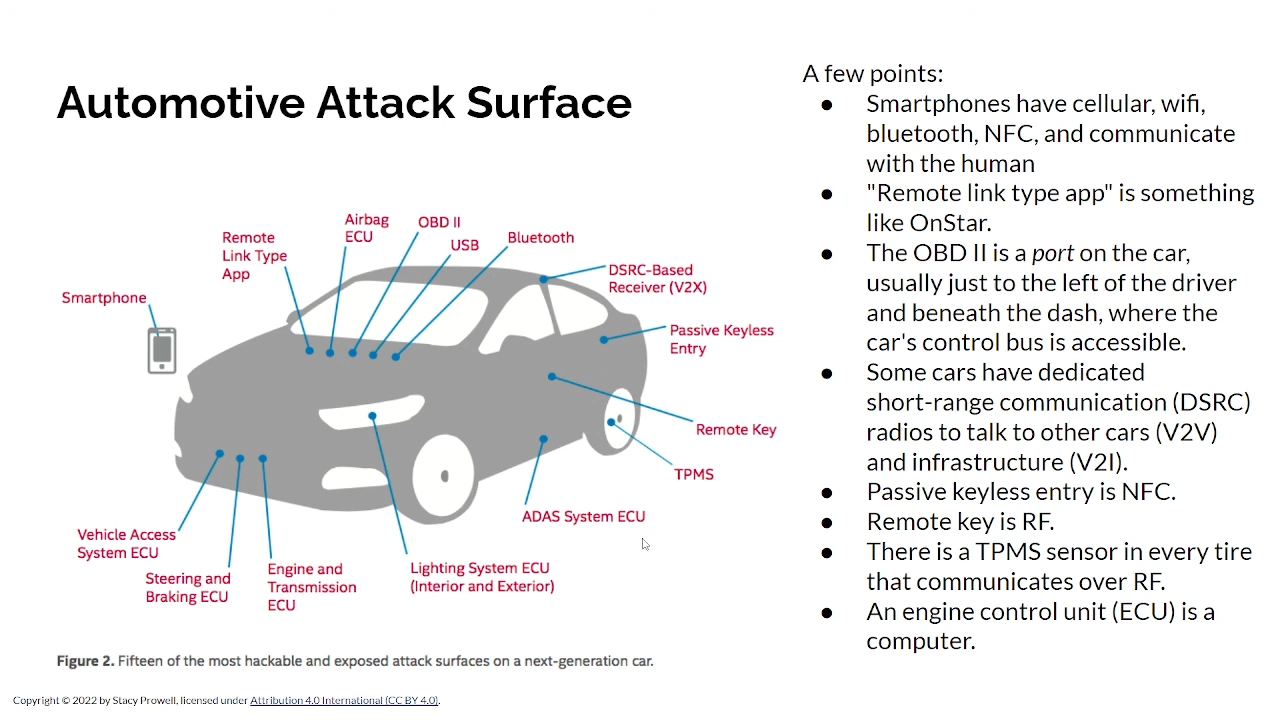 Automotive Attack Surface
Smartphone
Remote
Link Type
App
Airbag
ECU
OBD II
USB
Bluetooth
DSRC-Based
Receiver (V2X)
Passive Keyless
Entry
Remote Key
TPMS
ADAS System ECU
Lighting System ECU
(Interior and Exterior)
Engine and
Transmission
ECU
Steering and
Braking ECU
Vehicle Access
System ECU
Figure 2. Fifteen of the most hackable and exposed attack surfaces on a next-generation car.
A few points:
● Smartphones have cellular, wifi,
bluetooth, NFC, and communicate
with the human
● "Remote link type app" is something
like OnStar.
● The OBD II is a port on the car,
usually just to the left of the driver
and beneath the dash, where the
car's control bus is accessible.
● Some cars have dedicated
short-range communication (DSRC)
radios to talk to other cars (V2V)
and infrastructure (V2I).
● Passive keyless entry is NFC.
● Remote key is RF.
● There is a TPMS sensor in every tire
that communicates over RF.
● An engine control unit (ECU) is a
computer.
Copyright © 2022 by Stacy Prowell, licensed under Attribution 4.0 International (CC BY 4.0).